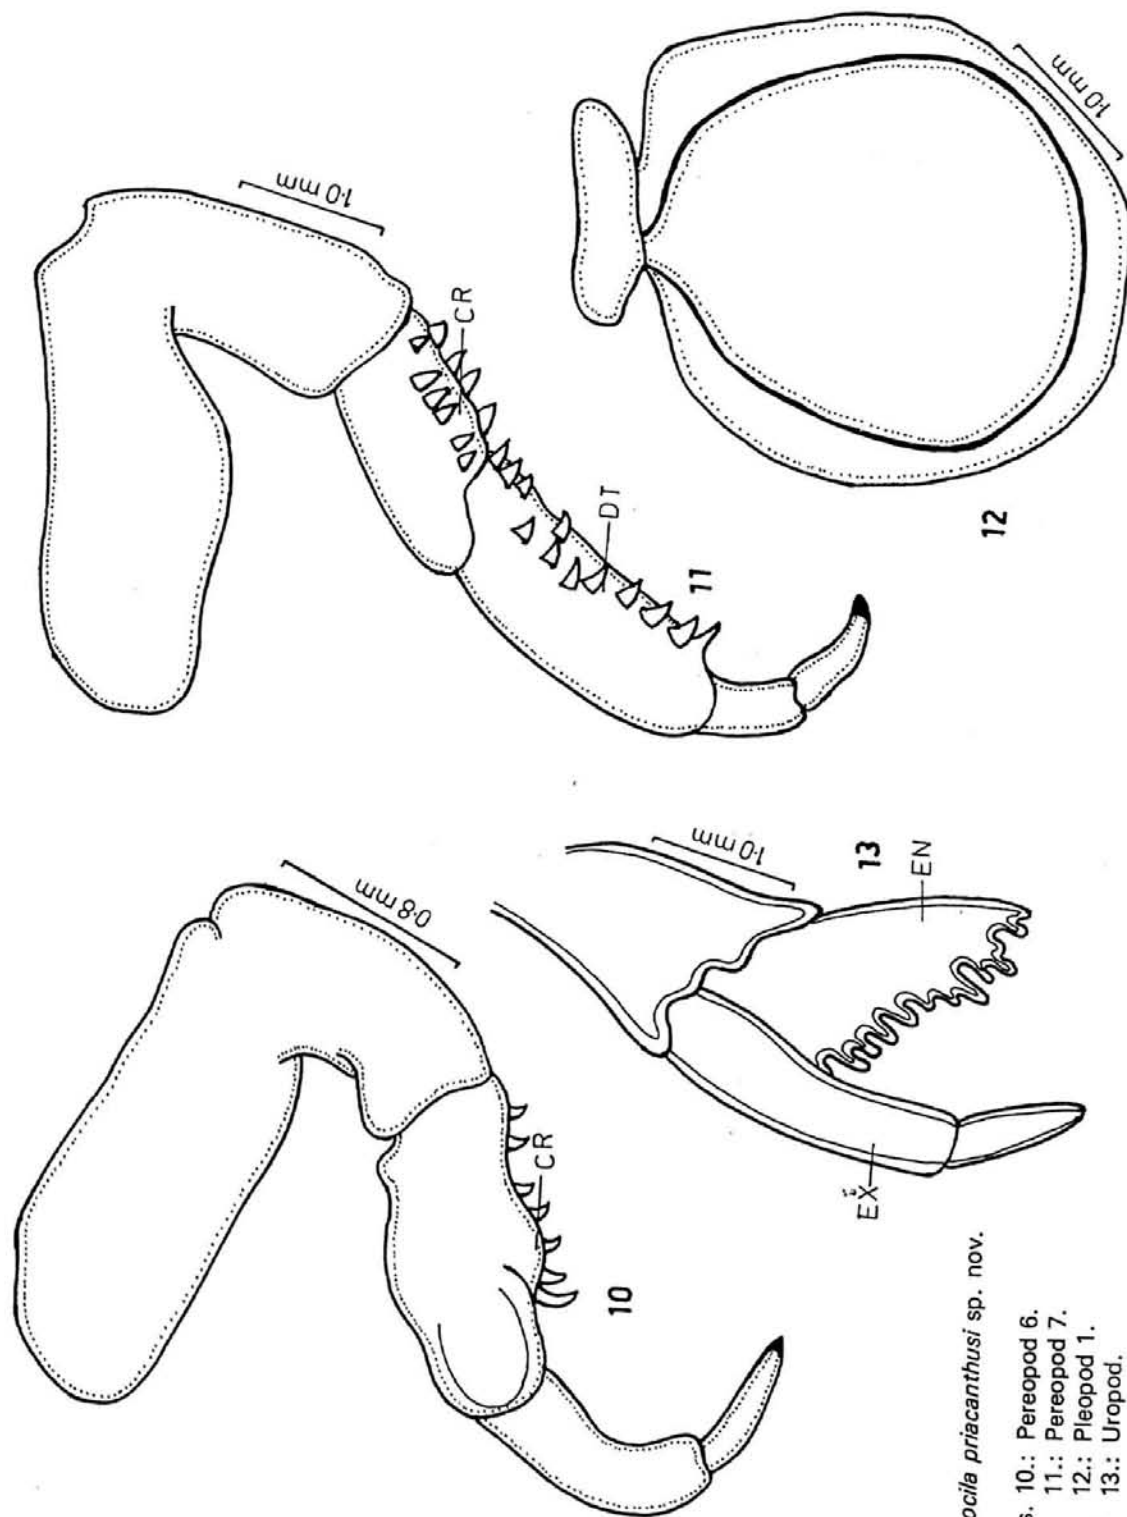 1·0 mm
CR
DT
11
1·0 mm
12
0·8 mm
CR
10
1·0 mm
13
EN
EX
priacanthusi sp. nov.
10.: Pereopod 6.
11.: Pereopod 7.
12.: Pleopod 1.
13.: Uropod.